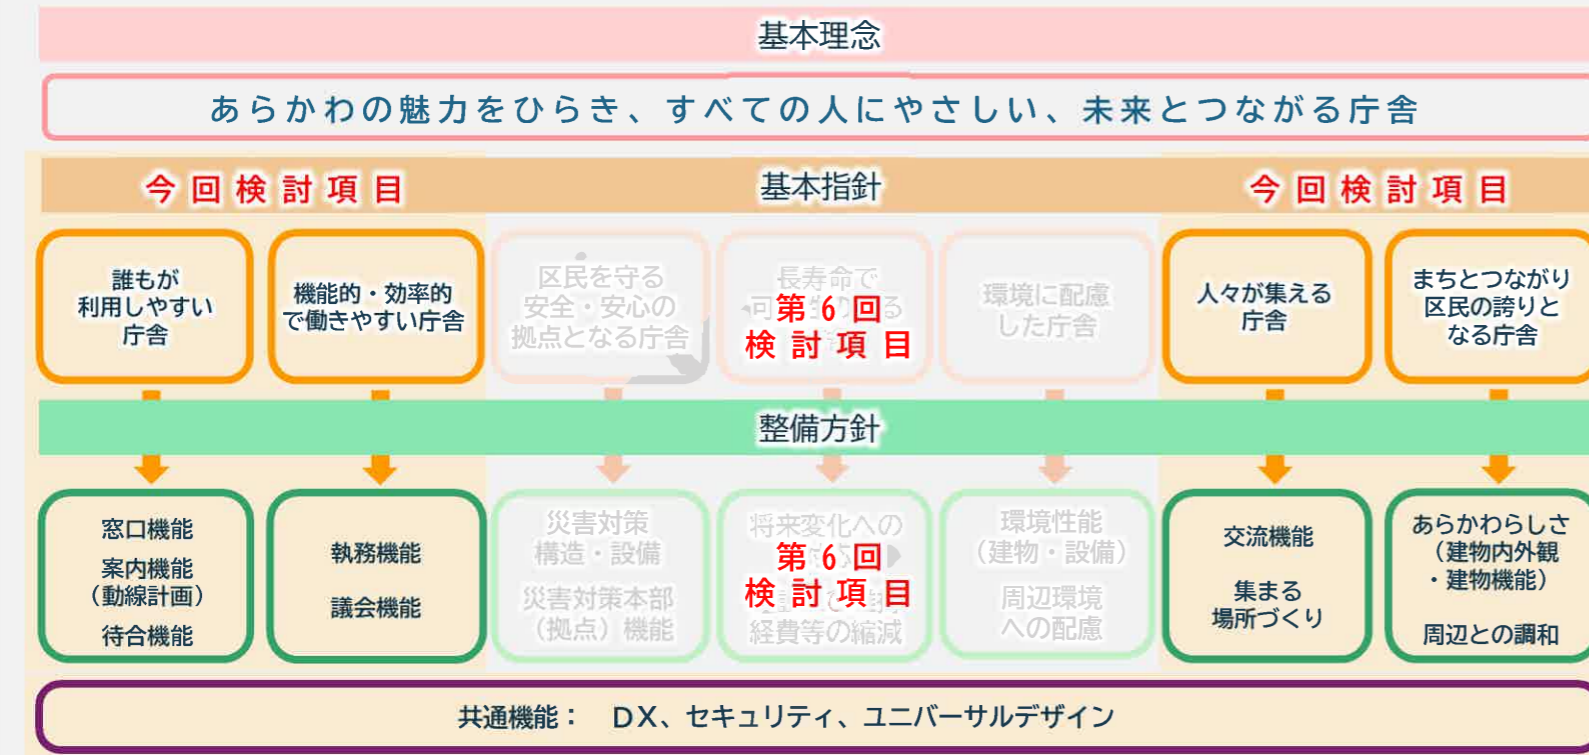 基本理念
あらかわの魅力をひらき、すべての人にやさしい、未来とつながる庁舎
今回検討項目
基本指針
今回検討項目
誰もが
利用しやすい
庁舎
機能的・効率的
で働きやすい庁舎
区民を守る
安全・安心の
拠点となる庁舎
長寿命で
第6回
検討項目
環境に配慮
した庁舎
人々が集える
庁舎
まちとつながり
区民の誇りと
なる庁舎
整備方針
窓口機能
案内機能
（動線計画）
待合機能
執務機能
議会機能
災害対策
構造・設備
災害対策本部
（拠点）機能
将来変化への
第6回
検討項目
経費等の縮減
環境性能
（建物・設備）
周辺環境
への配慮
交流機能
集まる
場所づくり
あらかわらしさ
（建物内外観
・建物機能）
周辺との調和
共通機能： DX、セキュリティ、ユニバーサルデザイン